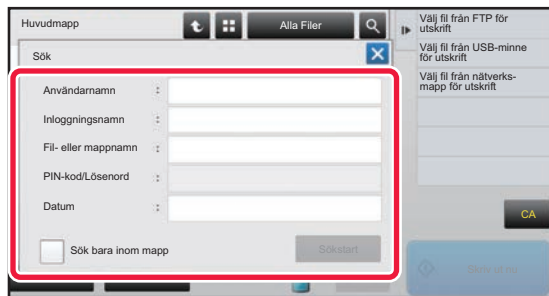 Huvudmapp
Alla Filer
Sök
Användarnamn :
Inloggningsnamn :
Fil- eller mappnamn :
PIN-kod/Lösenord :
Datum :
Sök bara inom mapp
Sökstart
Välj fil från FTP för
utskrift
Välj fil från USB-minne
för utskrift
Välj fil från nätverks-
mapp för utskrift
CA